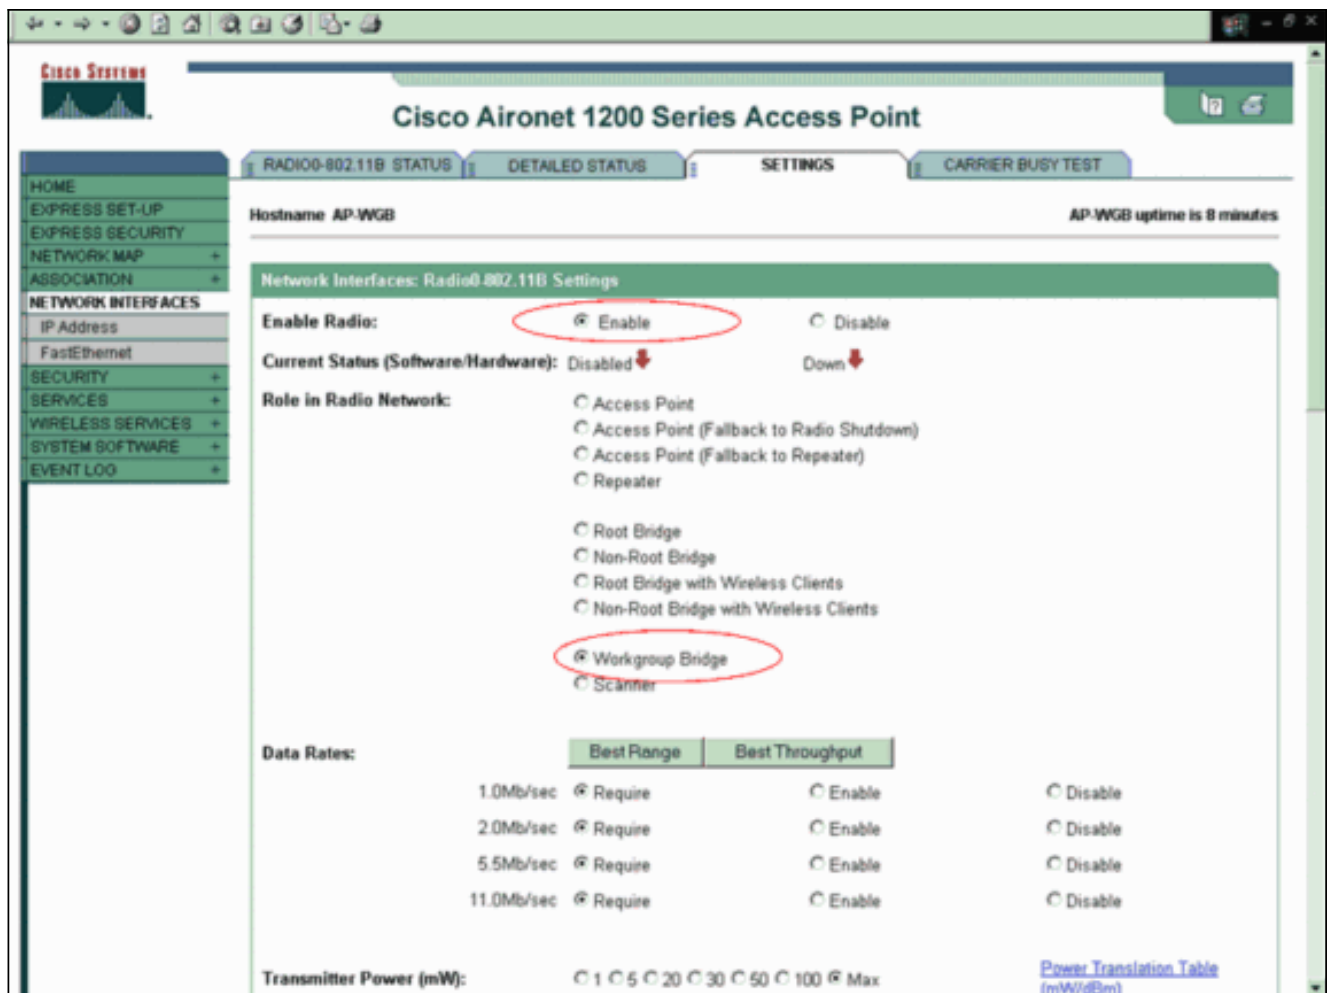 CISCO SYSTEMS
Cisco Aironet 1200 Series Access Point
RADIO0-802.11B STATUS
DETAILED STATUS
SETTINGS
CARRIER BUSY TEST
HOME
EXPRESS SET-UP
EXPRESS SECURITY
NETWORK MAP +
ASSOCIATION +
NETWORK INTERFACES
IP Address
FastEthernet
SECURITY +
SERVICES +
WIRELESS SERVICES +
SYSTEM SOFTWARE +
EVENT LOG +
Hostname AP-WGB
AP-WGB uptime is 8 minutes
Network Interfaces: Radio0-802.11B Settings
Enable Radio: Enable Disable
Current Status (Software/Hardware): Disabled Down
Role in Radio Network: Access Point
Access Point (Fallback to Radio Shutdown)
Access Point (Fallback to Repeater)
Repeater
Root Bridge
Non-Root Bridge
Root Bridge with Wireless Clients
Non-Root Bridge with Wireless Clients
Workgroup Bridge
Scanner
Data Rates: Best Range Best Throughput
1.0Mb/sec Require Enable Disable
2.0Mb/sec Require Enable Disable
5.5Mb/sec Require Enable Disable
11.0Mb/sec Require Enable Disable
Transmitter Power (mW): 1 5 20 30 50 100 Max
Power Translation Table
(mW/dBm)